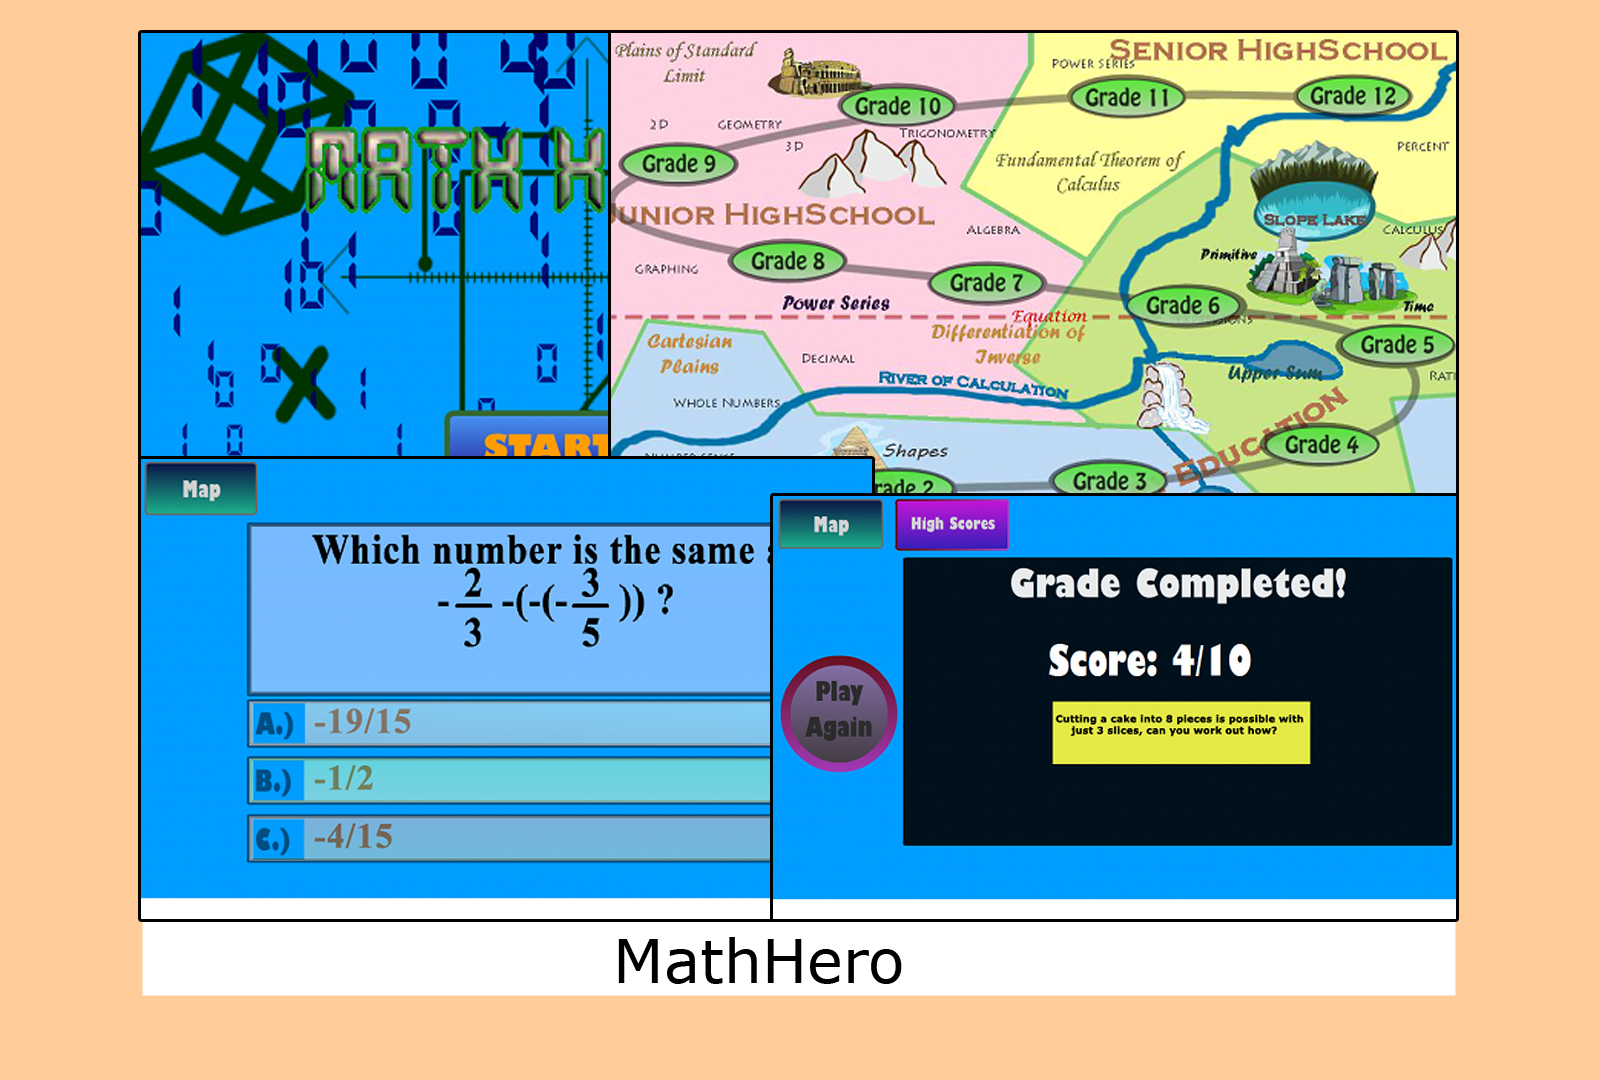 MATH H
START
Plains of Standard
Limit
SENIOR HIGHSCHOOL
POWER SERIES
Grade 10
Grade 11
Grade 12
2D
GEOMETRY
TRIGONOMETRY
3D
PERCENT
Grade 9
Fundamental Theorem of
Calculus
UNIOR HIGHSCHOOL
SLOPE LAKE
ALGEBRA
CALCULUS
Primitive
Grade 8
GRAPHING
Grade 7
Power Series
Grade 6
Time
Equation
Differentiation of
Inverse
Cartesian
Plains
DECIMAL
Grade 5
RIVER OF CALCULATION
Upper Sum
RATI
WHOLE NUMBERS
EDUCATION
Grade 4
Shapes
rade 2
Grade 3
Map
Which number is the same a
-2/3 -(-(-3/5 )) ?
A.) -19/15
B.) -1/2
C.) -4/15
Map
High Scores
Grade Completed!
Score: 4/10
Play
Again
Cutting a cake into 8 pieces is possible with
just 3 slices, can you work out how?
MathHero